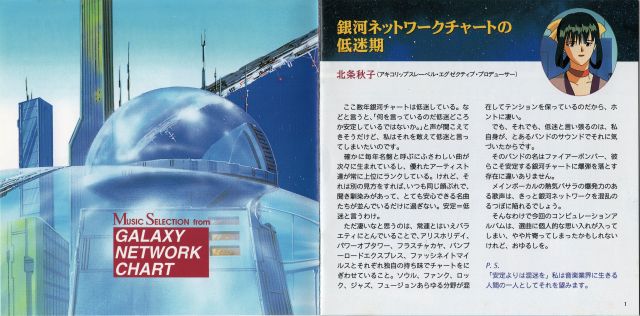 MUSIC SELECTION from
GALAXY
NETWORK
CHART
銀河ネットワークチャートの
低迷期
北条秋子(アキコリップスレーベル・エグゼクティブ・プロデューサー)
ここ数年銀河チャートは低迷している。な
どと言うと、「何を言っているのだ低迷どころ
か安定しているではないか。」と声が聞こえて
きそうだけど、私はそれを敢えて低迷と言っ
てしまいたいのです。
確かに毎年名盤と呼ぶにふさわしい曲が
次々に生まれているし、優れたアーティスト
達が常に上位にランクしている。けれど、そ
れは別の見方をすれば、いつも同じ顔ぶれで、
聞き馴染みがあって、とても安心できる名曲
たちが並んでいるだけに過ぎない。安定=低
迷と言うわけ。
ただ凄いなと思うのは、常連とはいえバラ
エティにとんでいることで、アリスホリデイ、
パワーオブタワー、フラスチャカヤ、バンブ
ーロードエクスプレス、ファッシネイトマイ
ルスとそれぞれ独自の持ち味でチャートをに
ぎわせていること。ソウル、ファンク、ロッ
ク、ジャズ、フュージョンあらゆる分野が混
在してテンションを保っているのだから、ホ
ントに凄い。
でも、それでも、低迷と言い張るのは、私
自身が、とあるバンドのサウンドでそれに気
づいたからです。
そのバンドの名はファイアーボンバー、彼
らこそ安定する銀河チャートに爆弾を落とす
存在に違ありません。
メインボーカルの熱気バサラの爆発力のあ
る歌声は、きっと銀河ネットワークを混乱の
るつぼに陥れるでしょう。
そんなわけで今回のコンピュレーションア
ルバムは、選曲に個人的な思い入れが入って
しまい、やや片寄ってしまったかもしれない
けれど、おゆるしを。
P.S.
「安定よりは混迷を」私は音楽業界に生きる
人間の一人としてそれを望みます。
1